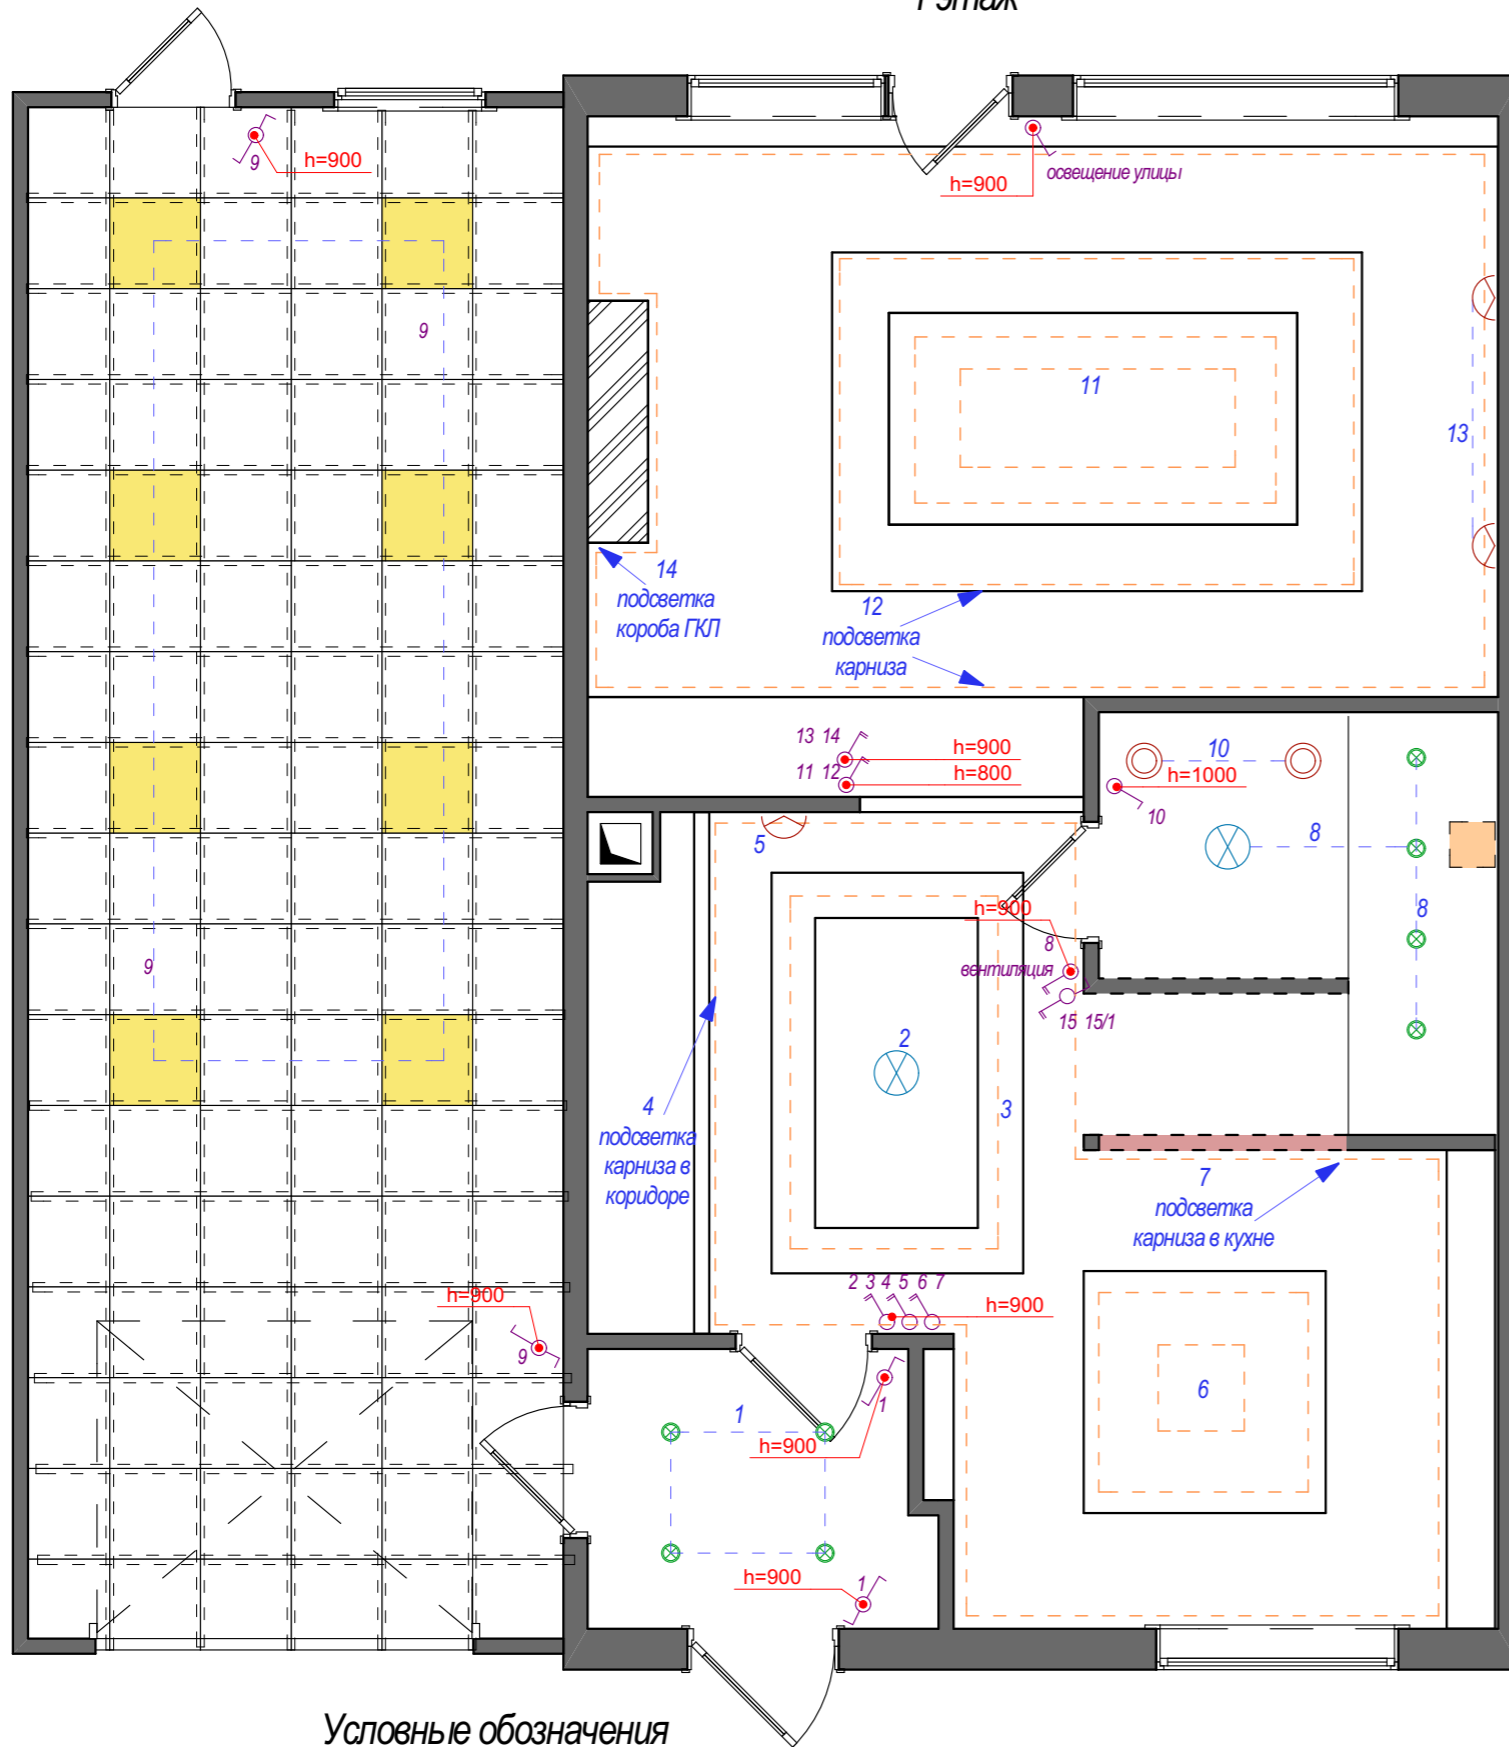 1 этаж
9
h=900
h=900
освещение улицы
9
11
13
14
подсветка
короба ГКЛ
12
подсветка
карниза
13 14
h=900
11 12
h=800
10
h=1000
10
5
8
8
h=900
8
вентиляция
15 15/1
9
2
3
4
подсветка
карниза в
коридоре
7
подсветка
карниза в кухне
2 3 4 5 6 7
h=900
h=900
9
6
1
1
h=900
h=900
1
Условные обозначения